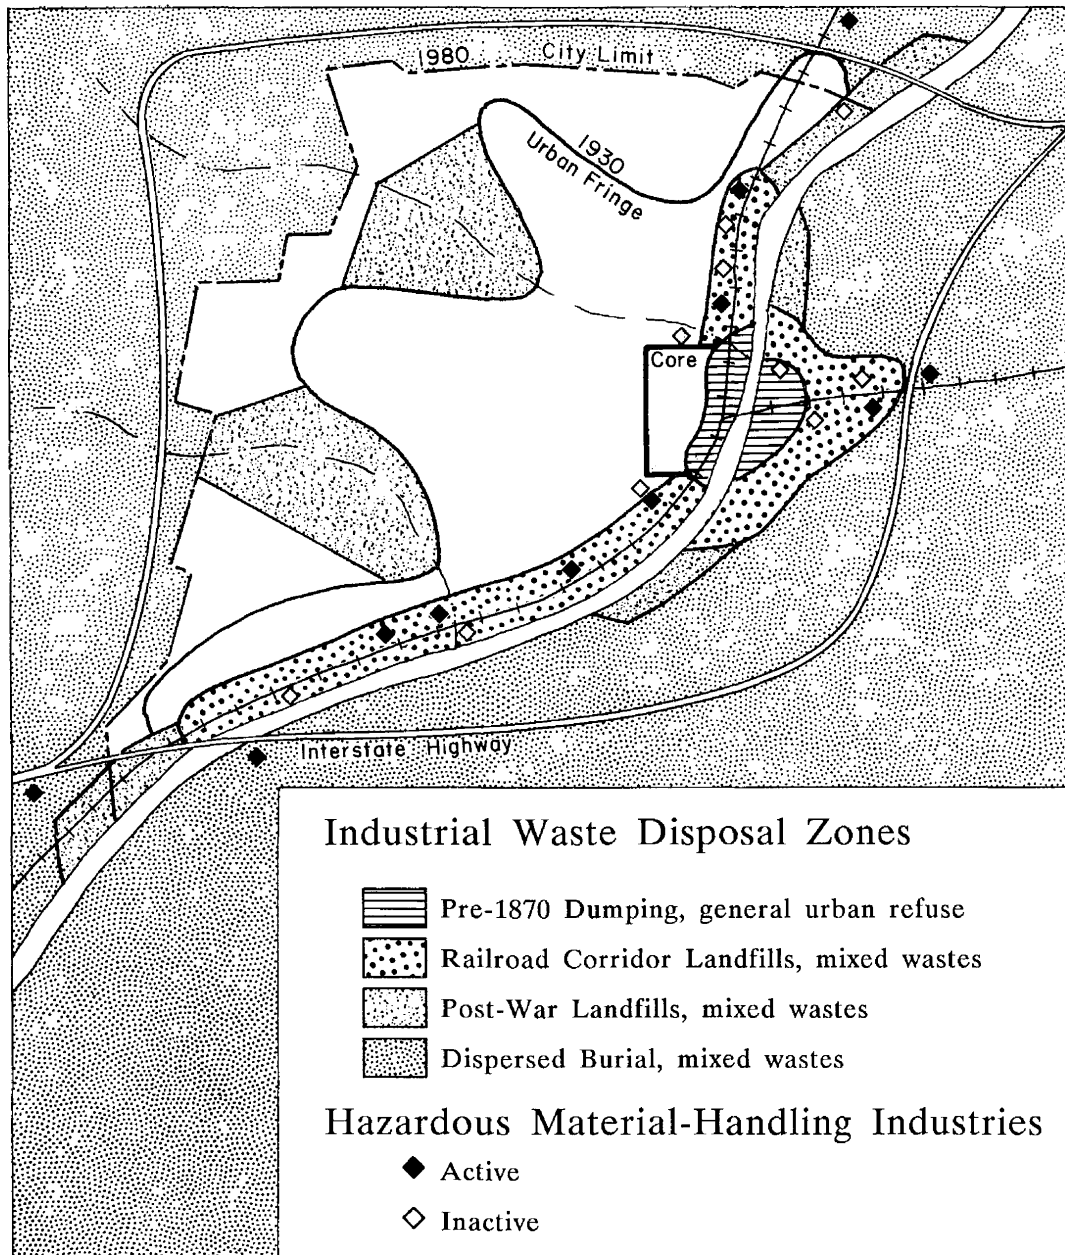 1980 City Limit
1930
Urban Fringe
Core
Interstate Highway
Industrial Waste Disposal Zones
Pre-1870 Dumping, general urban refuse
Railroad Corridor Landfills, mixed wastes
Post-War Landfills, mixed wastes
Dispersed Burial, mixed wastes
Hazardous Material-Handling Industries
Active
Inactive